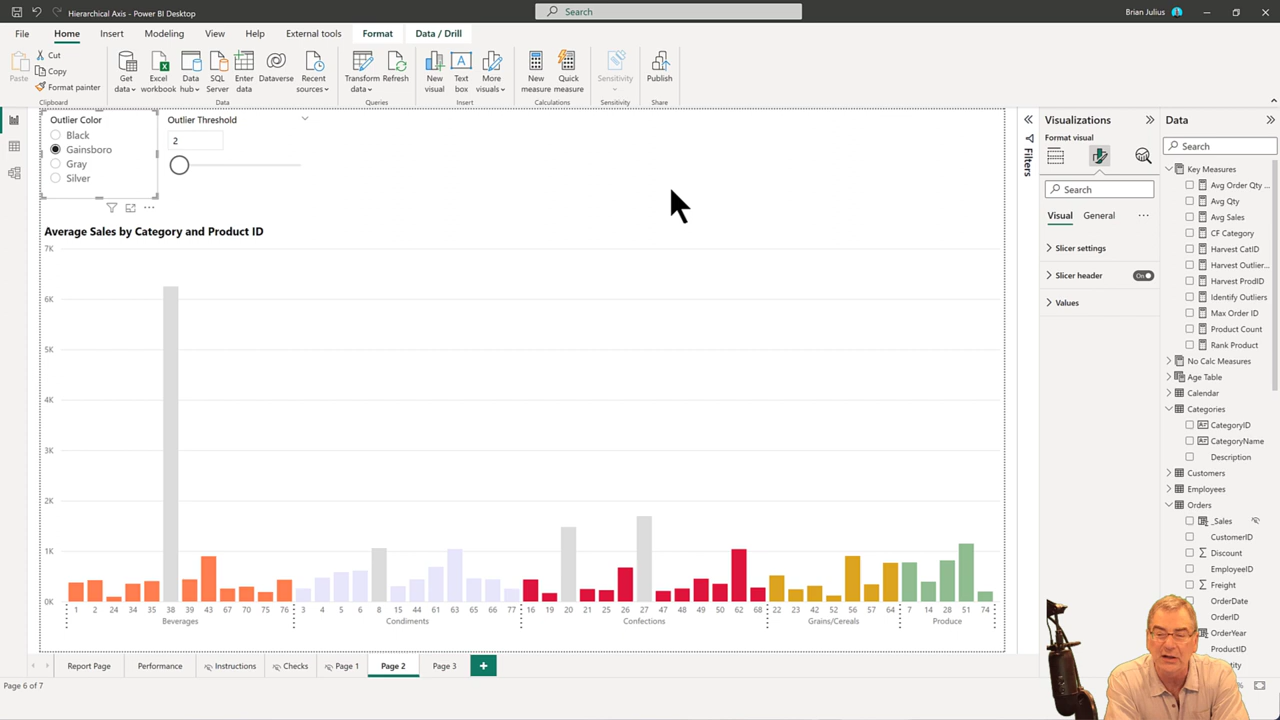 Hierarchical Axis - Power BI Desktop
Search
Brian Julius
File Home Insert Modeling View Help External tools Format Data / Drill
Paste
Cut
Copy
Format painter
Clipboard
Get data
Excel workbook
Data hub
SQL Server
Enter data
Dataverse
Recent sources
Data
Transform data
Refresh
Queries
New visual
Text box
More visuals
Insert
New measure
Quick measure
Calculations
Sensitivity
Sensitivity
Publish
Share
Outlier Color
Black
Gainsboro
Gray
Silver
Outlier Threshold
2
Average Sales by Category and Product ID
7K
6K
5K
4K
3K
2K
1K
0K
1 2 24 34 35 38 39 43 67 70 75 76 3 4 5 6 8 15 44 61 63 65 66 77 16 19 20 21 25 26 27 47 48 49 50 62 68 22 23 42 52 56 57 64 7 14 28 51 74
Beverages Condiments Confections Grains/Cereals Produce
Filters
Visualizations
Format visual
Search
Visual General ...
Slicer settings
Slicer header On
Values
Data
Search
Key Measures
Avg Order Qty ...
Avg Qty
Avg Sales
CF Category
Harvest CatID
Harvest Outlier...
Harvest ProdID
Identify Outliers
Max Order ID
Product Count
Rank Product
No Calc Measures
Age Table
Calendar
Categories
CategoryID
CategoryName
Description
Customers
Employees
Orders
_Sales
CustomerID
Discount
EmployeeID
Freight
OrderDate
OrderID
OrderYear
ProductID
Report Page Performance Instructions Checks Page 1 Page 2 Page 3 +
Page 6 of 7